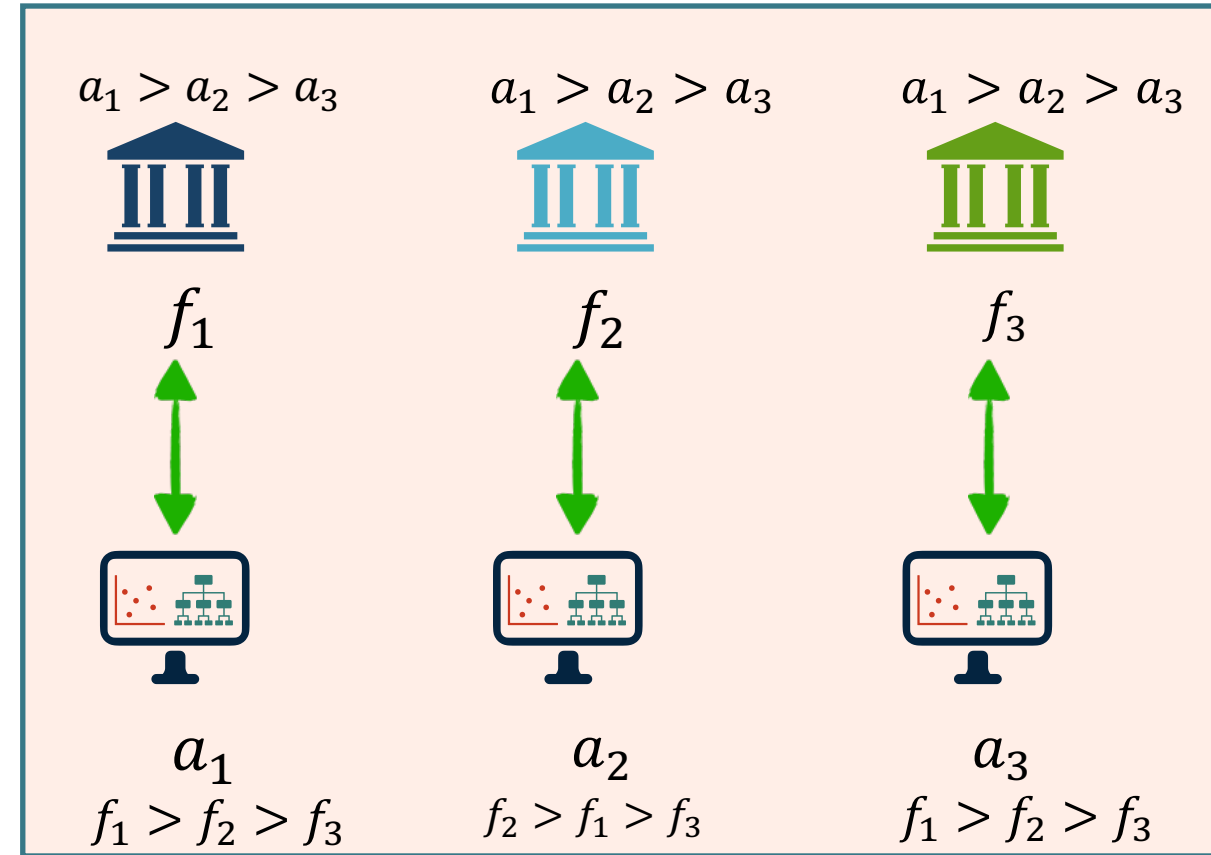 a₁ > a₂ > a₃ a₁ > a₂ > a₃ a₁ > a₂ > a₃
f₁ f₂ f₃
a₁ a₂ a₃
f₁ > f₂ > f₃ f₂ > f₁ > f₃ f₁ > f₂ > f₃